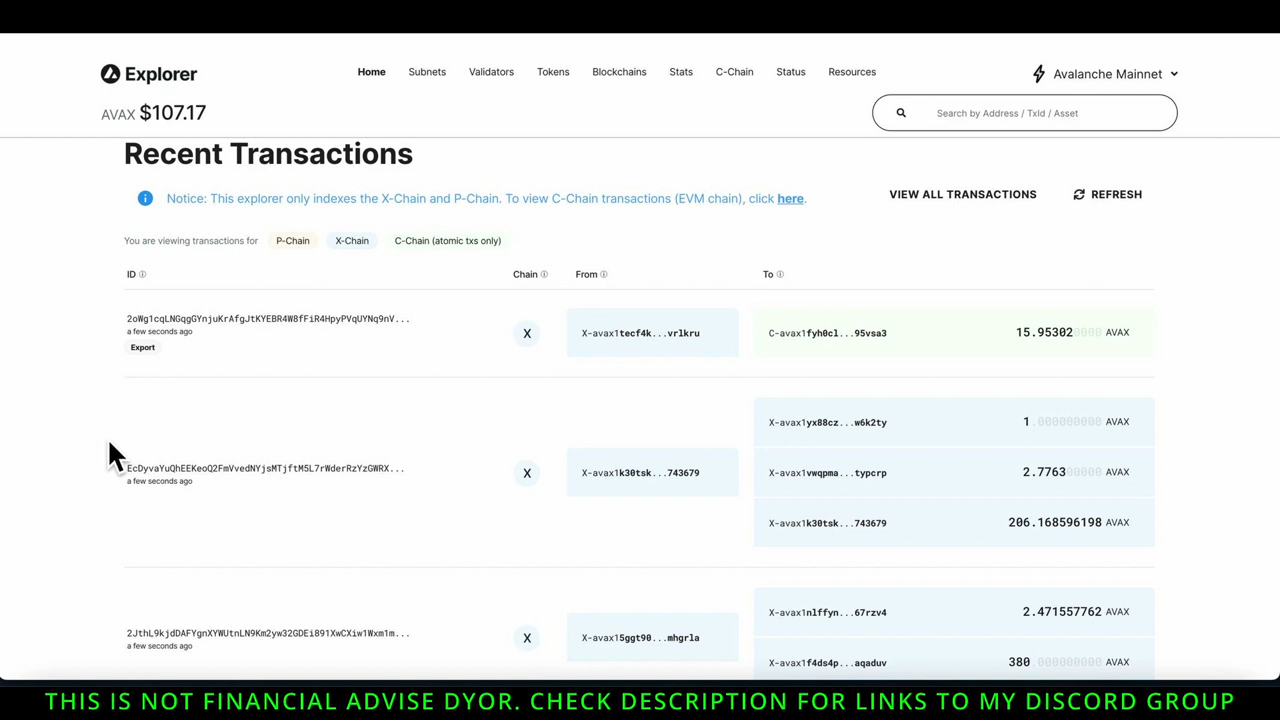 Explorer
Home Subnets Validators Tokens Blockchains Stats C-Chain Status Resources
Avalanche Mainnet
AVAX $107.17
Search by Address / TxId / Asset
Recent Transactions
Notice: This explorer only indexes the X-Chain and P-Chain. To view C-Chain transactions (EVM chain), click here.
VIEW ALL TRANSACTIONS REFRESH
You are viewing transactions for P-Chain X-Chain C-Chain (atomic txs only)
ID Chain From To
2oWg1cqLNGqgGYnjuKrAfgJtKYEBR4W8fFiR4HpyPVqUYNq9nV...
a few seconds ago
Export
X
X-avax1tecf4k...vrlkru
C-avax1fyh0cl...95vsa3 15.953020000 AVAX
EcDyvaYuQhEEKeoQ2FmVvedNYjsMTjftM5L7rWderRzYzGWRX...
a few seconds ago
X
X-avax1k30tsk...743679
X-avax1yx88cz...w6k2ty 1.000000000 AVAX
X-avax1vwqpma...typcrp 2.776300000 AVAX
X-avax1k30tsk...743679 206.168596198 AVAX
2JthL9kjdDAFYgnXYWUtnLN9Km2yw32GDEi891XwCXiw1Wxm1m...
a few seconds ago
X
X-avax15ggt90...mhgrla
X-avax1nlffyn...67rzv4 2.471557762 AVAX
X-avax1f4ds4p...aqaduv 380.000000000 AVAX
THIS IS NOT FINANCIAL ADVISE DYOR. CHECK DESCRIPTION FOR LINKS TO MY DISCORD GROUP